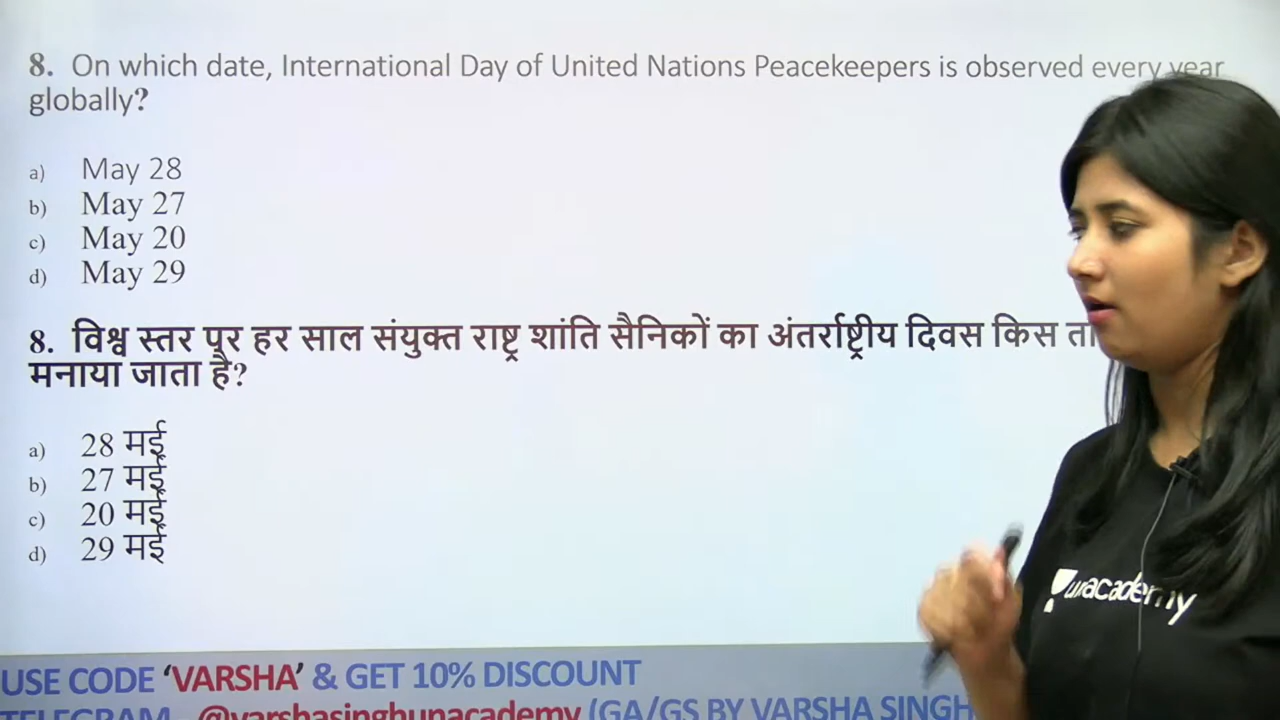 8. On which date, International Day of United Nations Peacekeepers is observed every year
globally?
a) May 28
b) May 27
c) May 20
d) May 29
8. विश्व स्तर पर हर साल संयुक्त राष्ट्र शांति सैनिकों का अंतर्राष्ट्रीय दिवस किस
मनाया जाता है?
a) 28 मई
b) 27 मई
c) 20 मई
d) 29 मई
unacademy
USE CODE ‘VARSHA’ & GET 10% DISCOUNT
TELEGRAM @varshasinghunacademy (GA/GS BY VARSHA SINGH